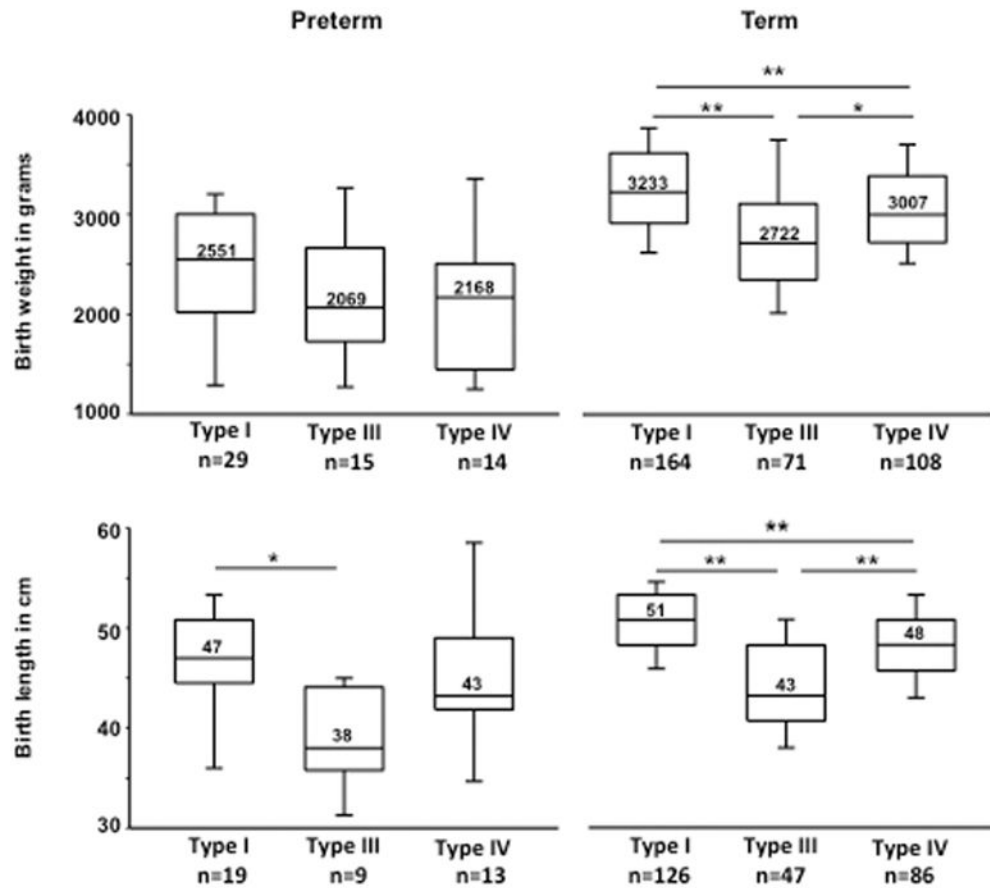 Preterm
Term
Birth weight in grams
4000
3000
2000
1000
2551
2069
2168
**
**
*
3233
2722
3007
Type I
Type III
Type IV
n=29
n=15
n=14
Type I
Type III
Type IV
n=164
n=71
n=108
Birth length in cm
60
50
40
30
*
47
38
43
**
**
**
51
43
48
Type I
Type III
Type IV
n=19
n=9
n=13
Type I
Type III
Type IV
n=126
n=47
n=86